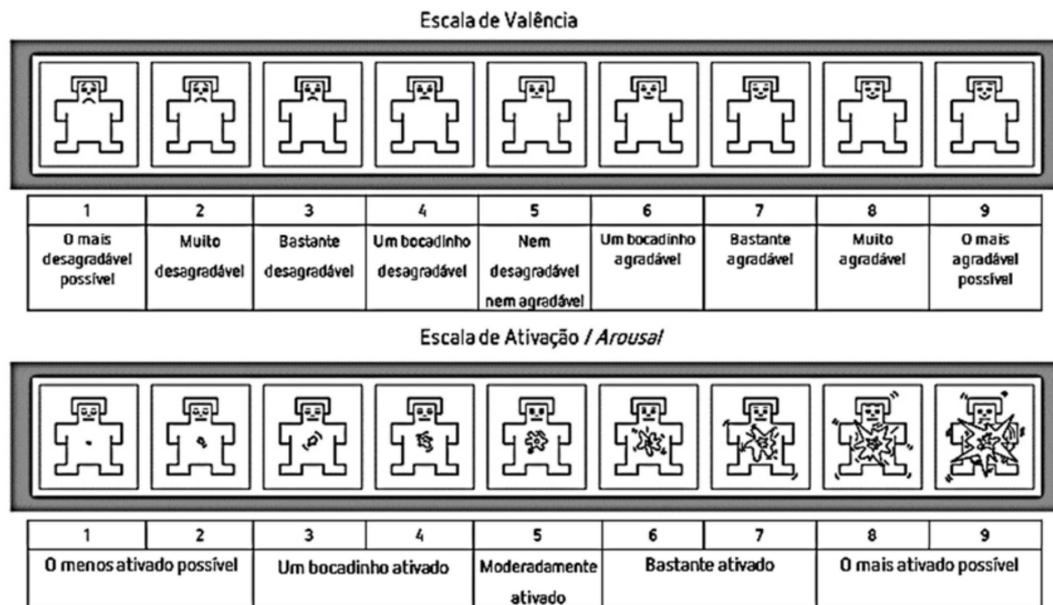 Escala de Valência
1 2 3 4 5 6 7 8 9
O mais desagradável possível
Muito desagradável
Bastante desagradável
Um bocadinho desagradável
Nem desagradável nem agradável
Um bocadinho agradável
Bastante agradável
Muito agradável
O mais agradável possível
Escala de Ativação / Arousal
1 2 3 4 5 6 7 8 9
O menos ativado possível
Um bocadinho ativado
Moderadamente ativado
Bastante ativado
O mais ativado possível